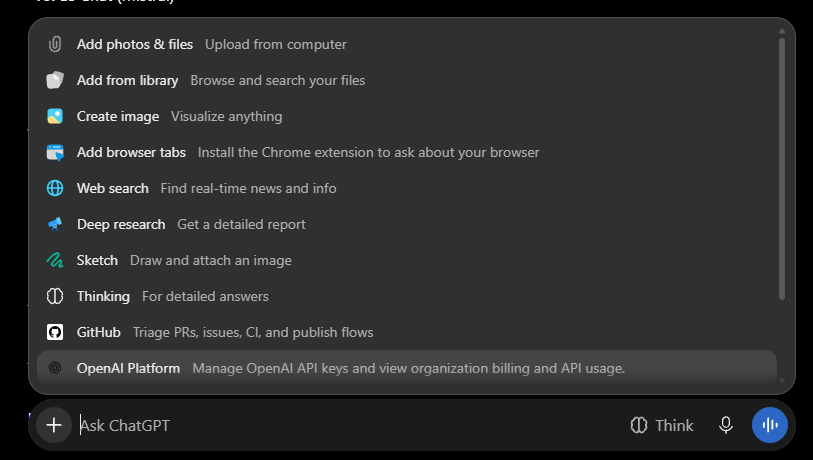 Add photos & files Upload from computer
Add from library Browse and search your files
Create image Visualize anything
Add browser tabs Install the Chrome extension to ask about your browser
Web search Find real-time news and info
Deep research Get a detailed report
Sketch Draw and attach an image
Thinking For detailed answers
GitHub Triage PRs, issues, CI, and publish flows
OpenAI Platform Manage OpenAI API keys and view organization billing and API usage.
Ask ChatGPT Think